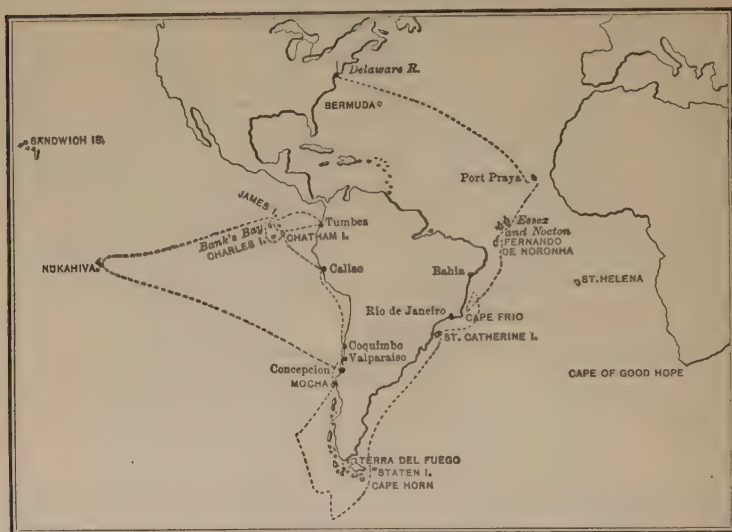 Delaware R.
BERMUDA
SANDWICH IS.
Port Praya
JAMES I.
Tumbez
Essex
and Nocton
Bank's Bay
CHATHAM I.
CHARLES I.
FERNANDO
DE NORONHA
NUKAHIVA
Callao
Bahia
ST. HELENA
Rio de Janeiro
CAPE FRIO
ST. CATHERINE I.
Coquimbo
Valparaiso
Concepcion
MOCHA
CAPE OF GOOD HOPE
TERRA DEL FUEGO
STATEN I.
CAPE HORN